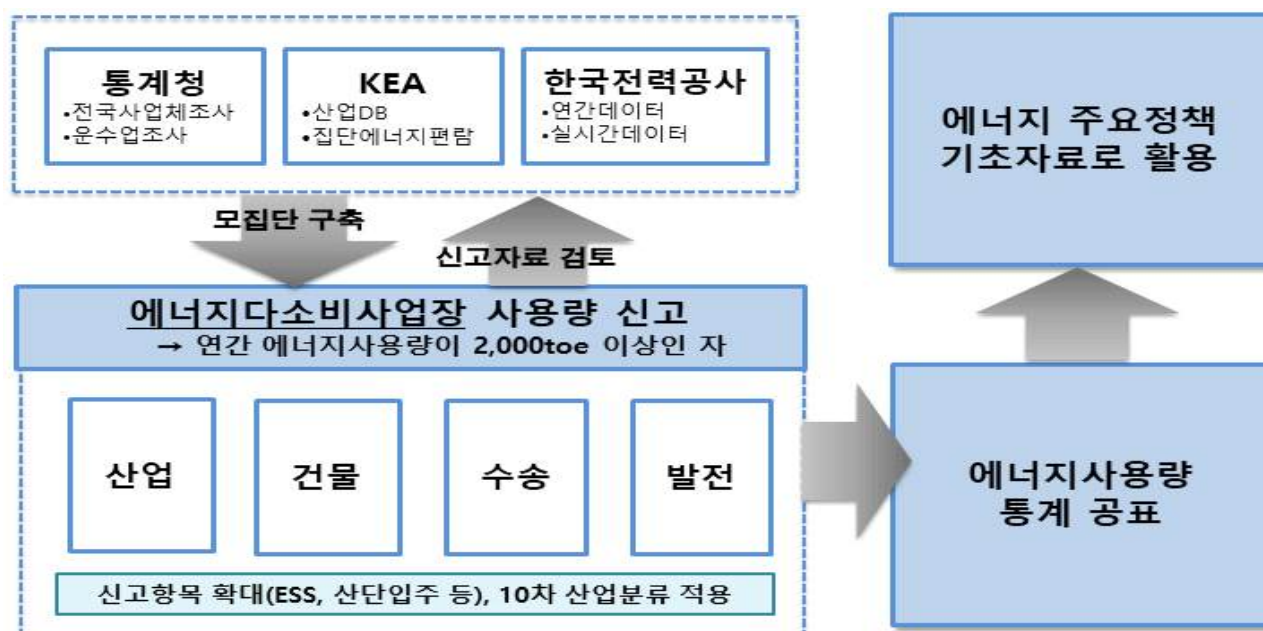 통계청
•전국사업체조사
•운수업조사
KEA
•산업DB
•집단에너지편람
한국전력공사
•연간데이터
•실시간데이터
모집단 구축
신고자료 검토
에너지다소비사업장 사용량 신고
→ 연간 에너지사용량이 2,000toe 이상인 자
산업
건물
수송
발전
신고항목 확대(ESS, 산단입주 등), 10차 산업분류 적용
에너지 주요정책
기초자료로 활용
에너지사용량
통계 공표